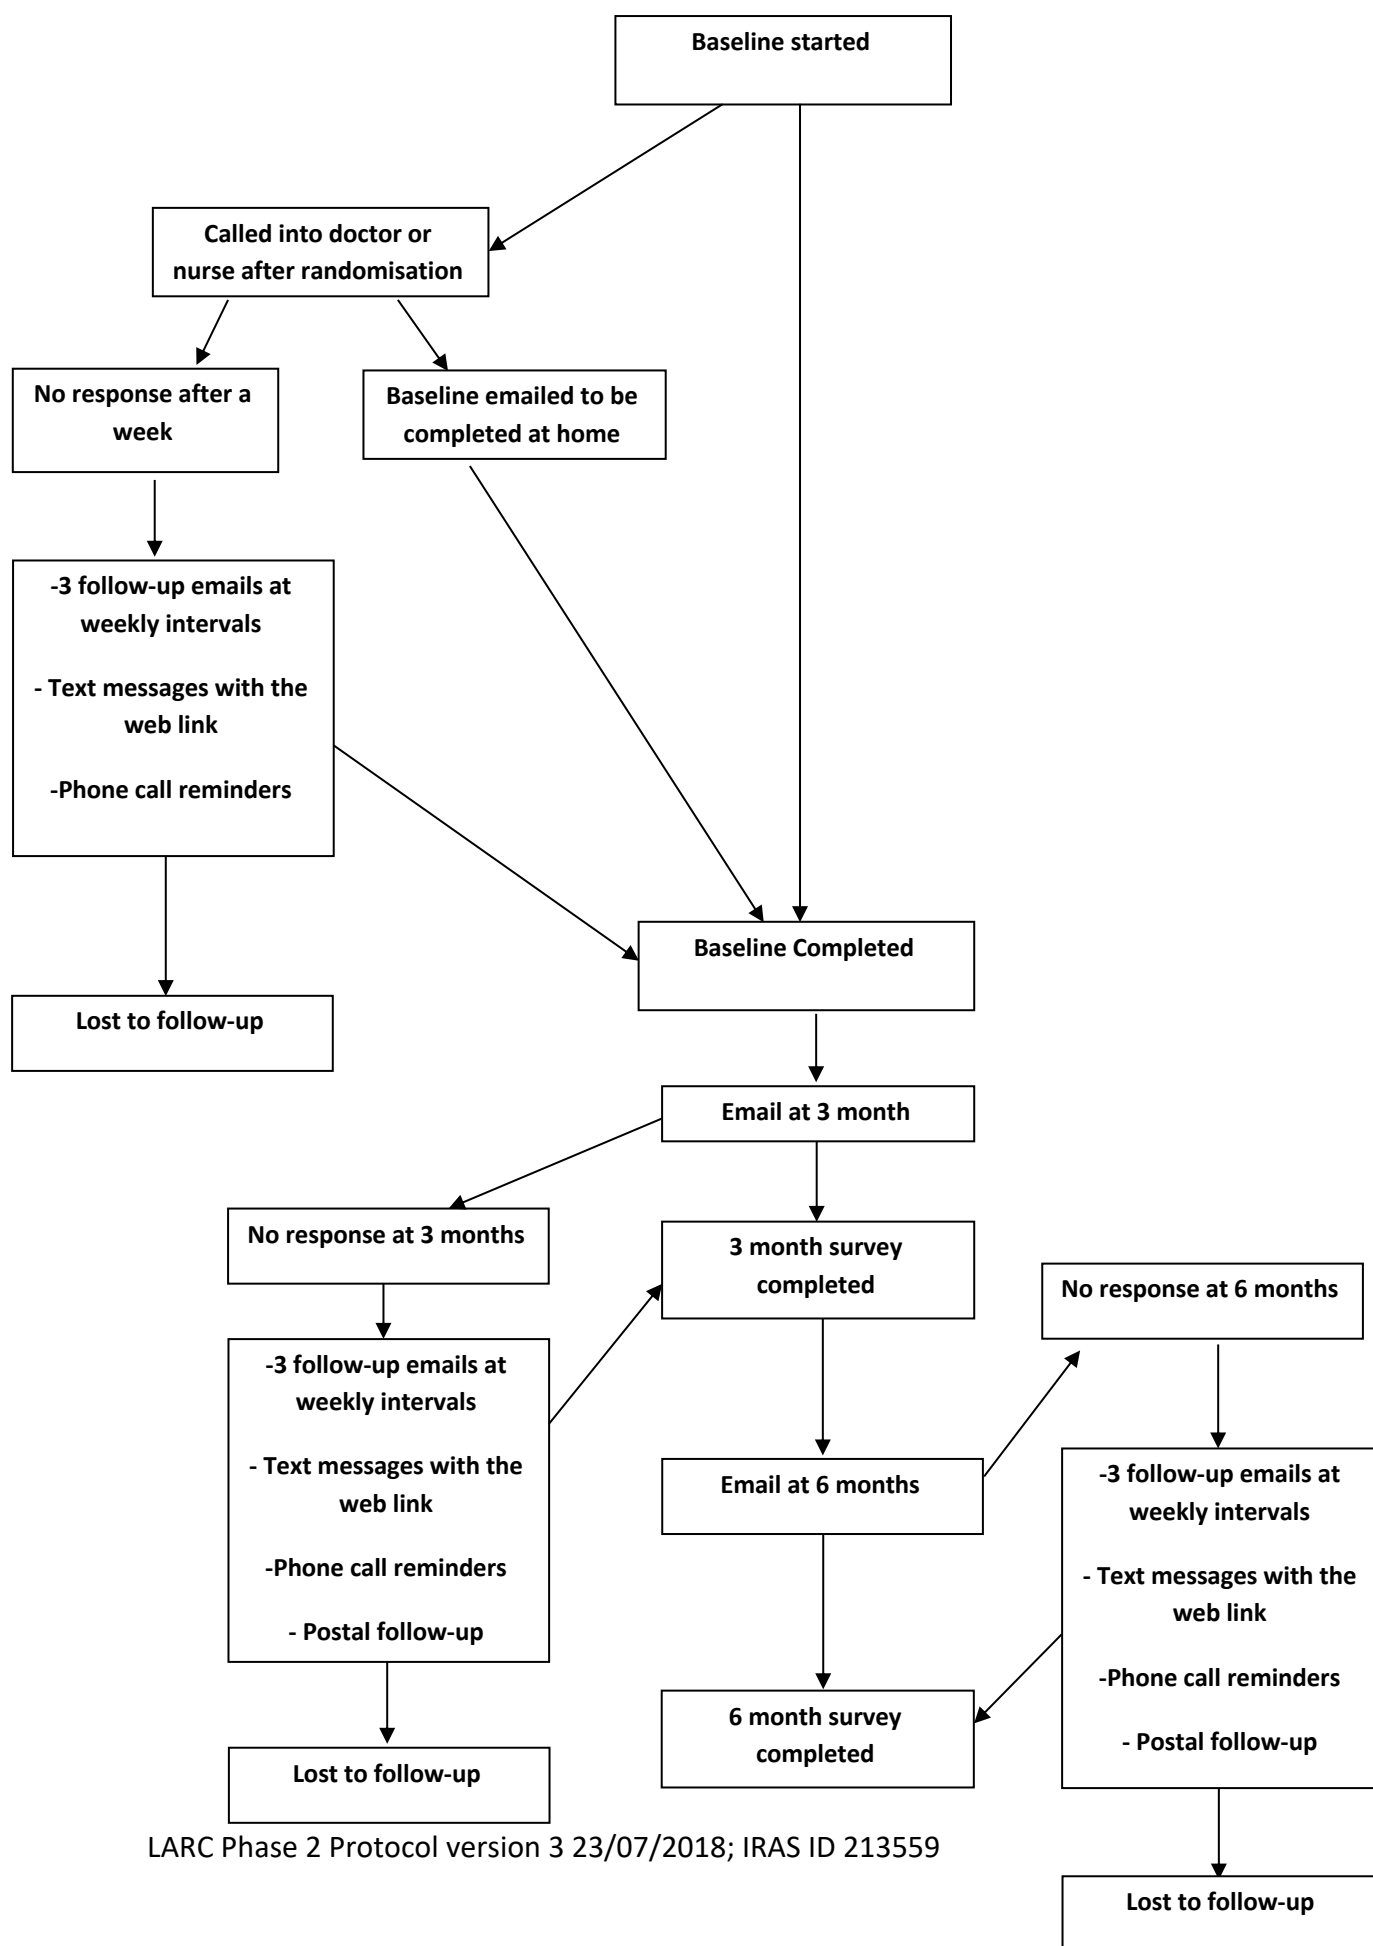 Baseline started
Called into doctor or
nurse after randomisation
No response after a
week
Baseline emailed to be
completed at home
-3 follow-up emails at
weekly intervals
- Text messages with the
web link
-Phone call reminders
Baseline Completed
Lost to follow-up
Email at 3 month
No response at 3 months
3 month survey
completed
No response at 6 months
-3 follow-up emails at
weekly intervals
- Text messages with the
web link
-Phone call reminders
- Postal follow-up
Email at 6 months
-3 follow-up emails at
weekly intervals
- Text messages with the
web link
-Phone call reminders
- Postal follow-up
6 month survey
completed
Lost to follow-up
LARC Phase 2 Protocol version 3 23/07/2018; IRAS ID 213559
Lost to follow-up